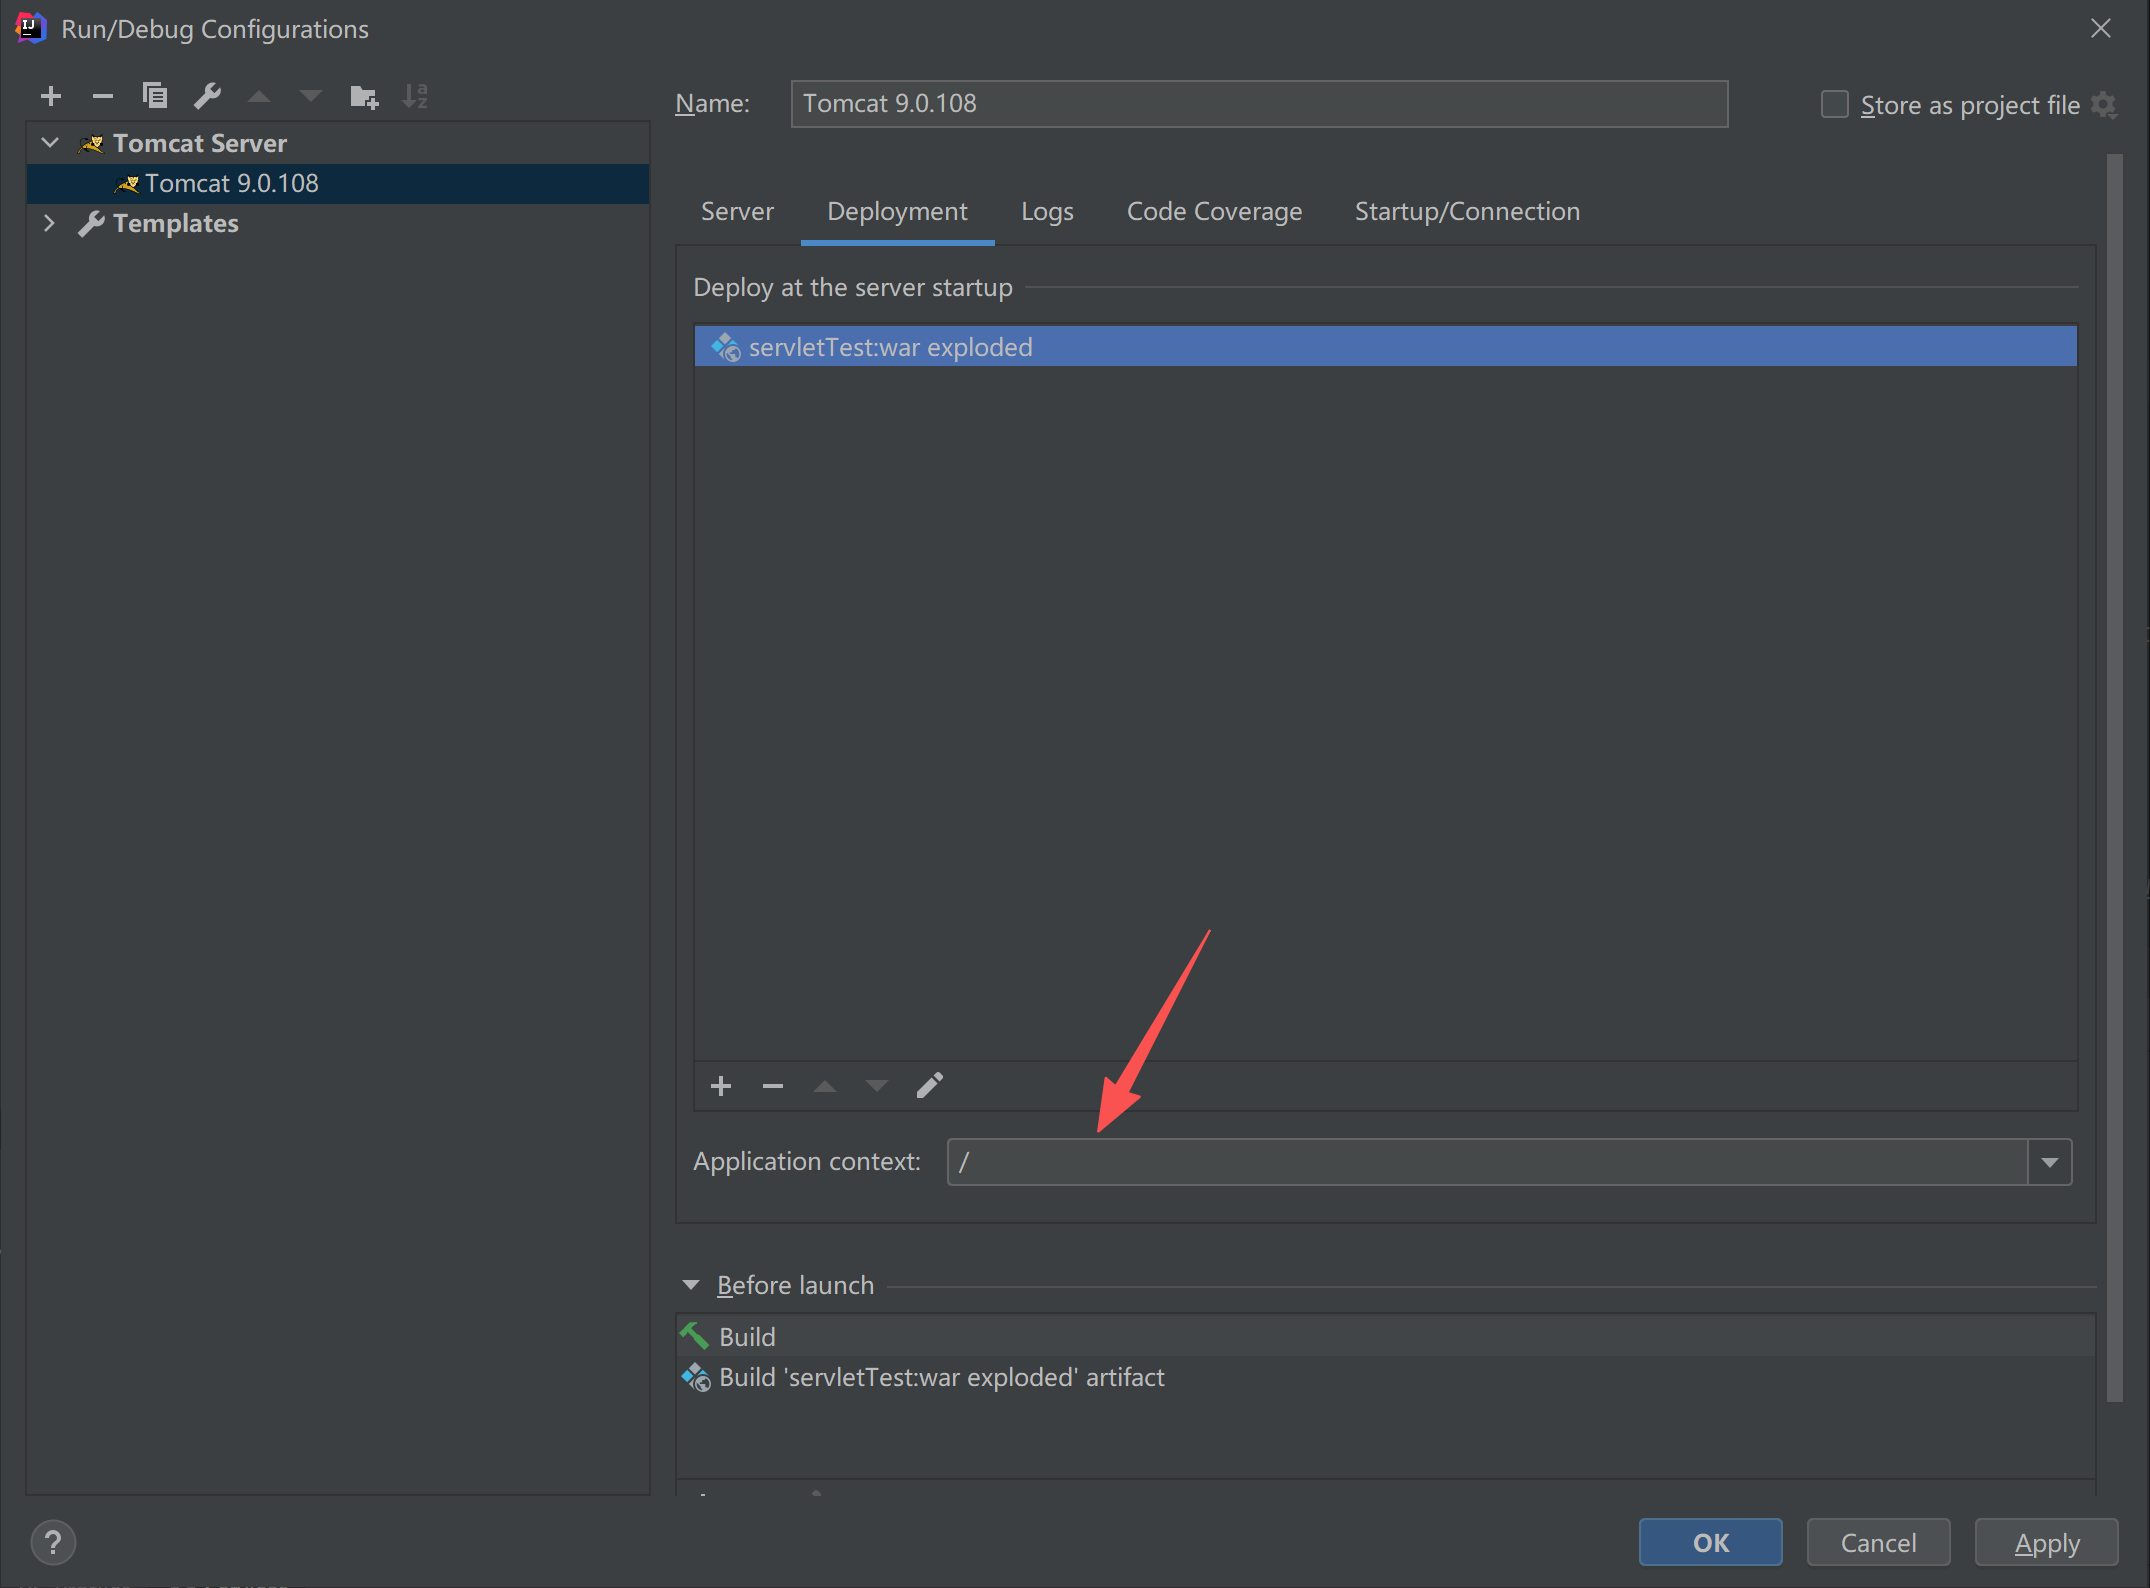 Run/Debug Configurations
Tomcat Server
Tomcat 9.0.108
Templates
Name: Tomcat 9.0.108
Store as project file
Server Deployment Logs Code Coverage Startup/Connection
Deploy at the server startup
servletTest:war exploded
Application context: /
Before launch
Build
Build 'servletTest:war exploded' artifact
? OK Cancel Apply